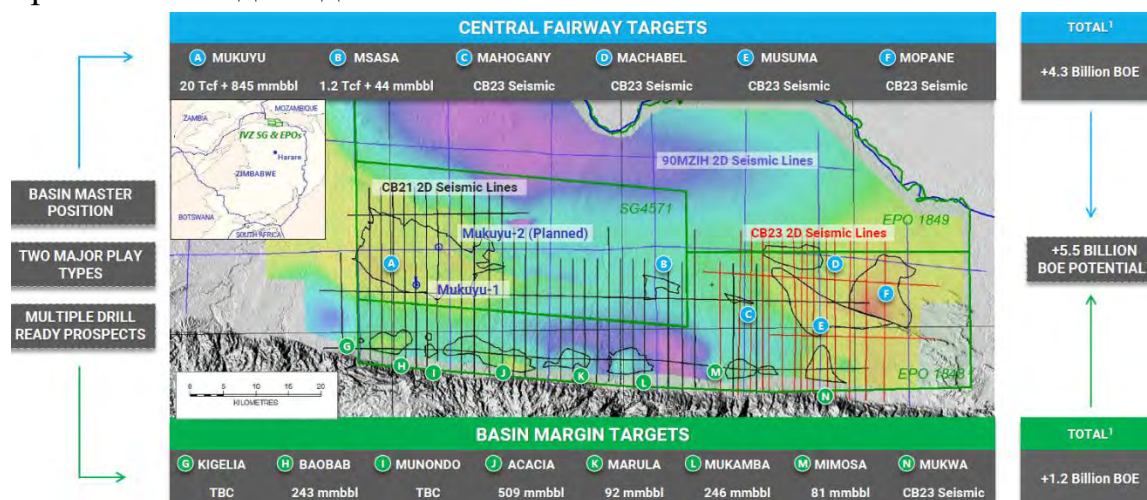 CENTRAL FAIRWAY TARGETS
TOTAL¹
A MUKUYU
B MSASA
C MAHOGANY
D MACHABEL
E MUSUMA
F MOPANE
20 Tcf + 845 mmbbl
1.2 Tcf + 44 mmbbl
CB23 Seismic
CB23 Seismic
CB23 Seismic
CB23 Seismic
+4.3 Billion BOE
MOZAMBIQUE
ZAMBIA
IVZ SG & EPOs
Harare
ZIMBABWE
BOTSWANA
SOUTH AFRICA
90MZIH 2D Seismic Lines
CB21 2D Seismic Lines
SG4571
EPO 1849
CB23 2D Seismic Lines
Mukuyu-2 (Planned)
Mukuyu-1
A
B
C
D
E
F
G
H
I
J
K
L
M
N
EPO 1848
0 5 10 15 20
KILOMETRES
BASIN MASTER
POSITION
TWO MAJOR PLAY
TYPES
MULTIPLE DRILL
READY PROSPECTS
+5.5 BILLION
BOE POTENTIAL
BASIN MARGIN TARGETS
TOTAL¹
G KIGELIA
H BAOBAB
I MUNONDO
J ACACIA
K MARULA
L MUKAMBA
M MIMOSA
N MUKWA
TBC
243 mmbbl
TBC
509 mmbbl
92 mmbbl
246 mmbbl
81 mmbbl
CB23 Seismic
+1.2 Billion BOE